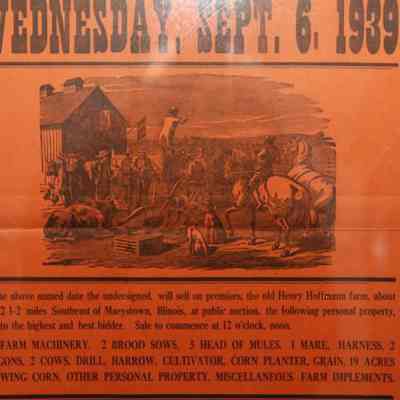 WEDNESDAY, SEPT. 6, 1939
he above named date the undersigned, will sell on premises, the old Henry Hoffmann farm, about
2 1-2 miles Southeast of Maeystown, Illinois, at public auction, the following personal property,
to the highest and best bidder. Sale to commence at 12 o'clock, noon.
FARM MACHINERY, 2 BROOD SOWS, 5 HEAD OF MULES, 1 MARE, HARNESS, 2
GONS, 2 COWS, DRILL, HARROW, CULTIVATOR, CORN PLANTER, GRAIN, 19 ACRES
WING CORN, OTHER PERSONAL PROPERTY, MISCELLANEOUS FARM IMPLEMENTS.